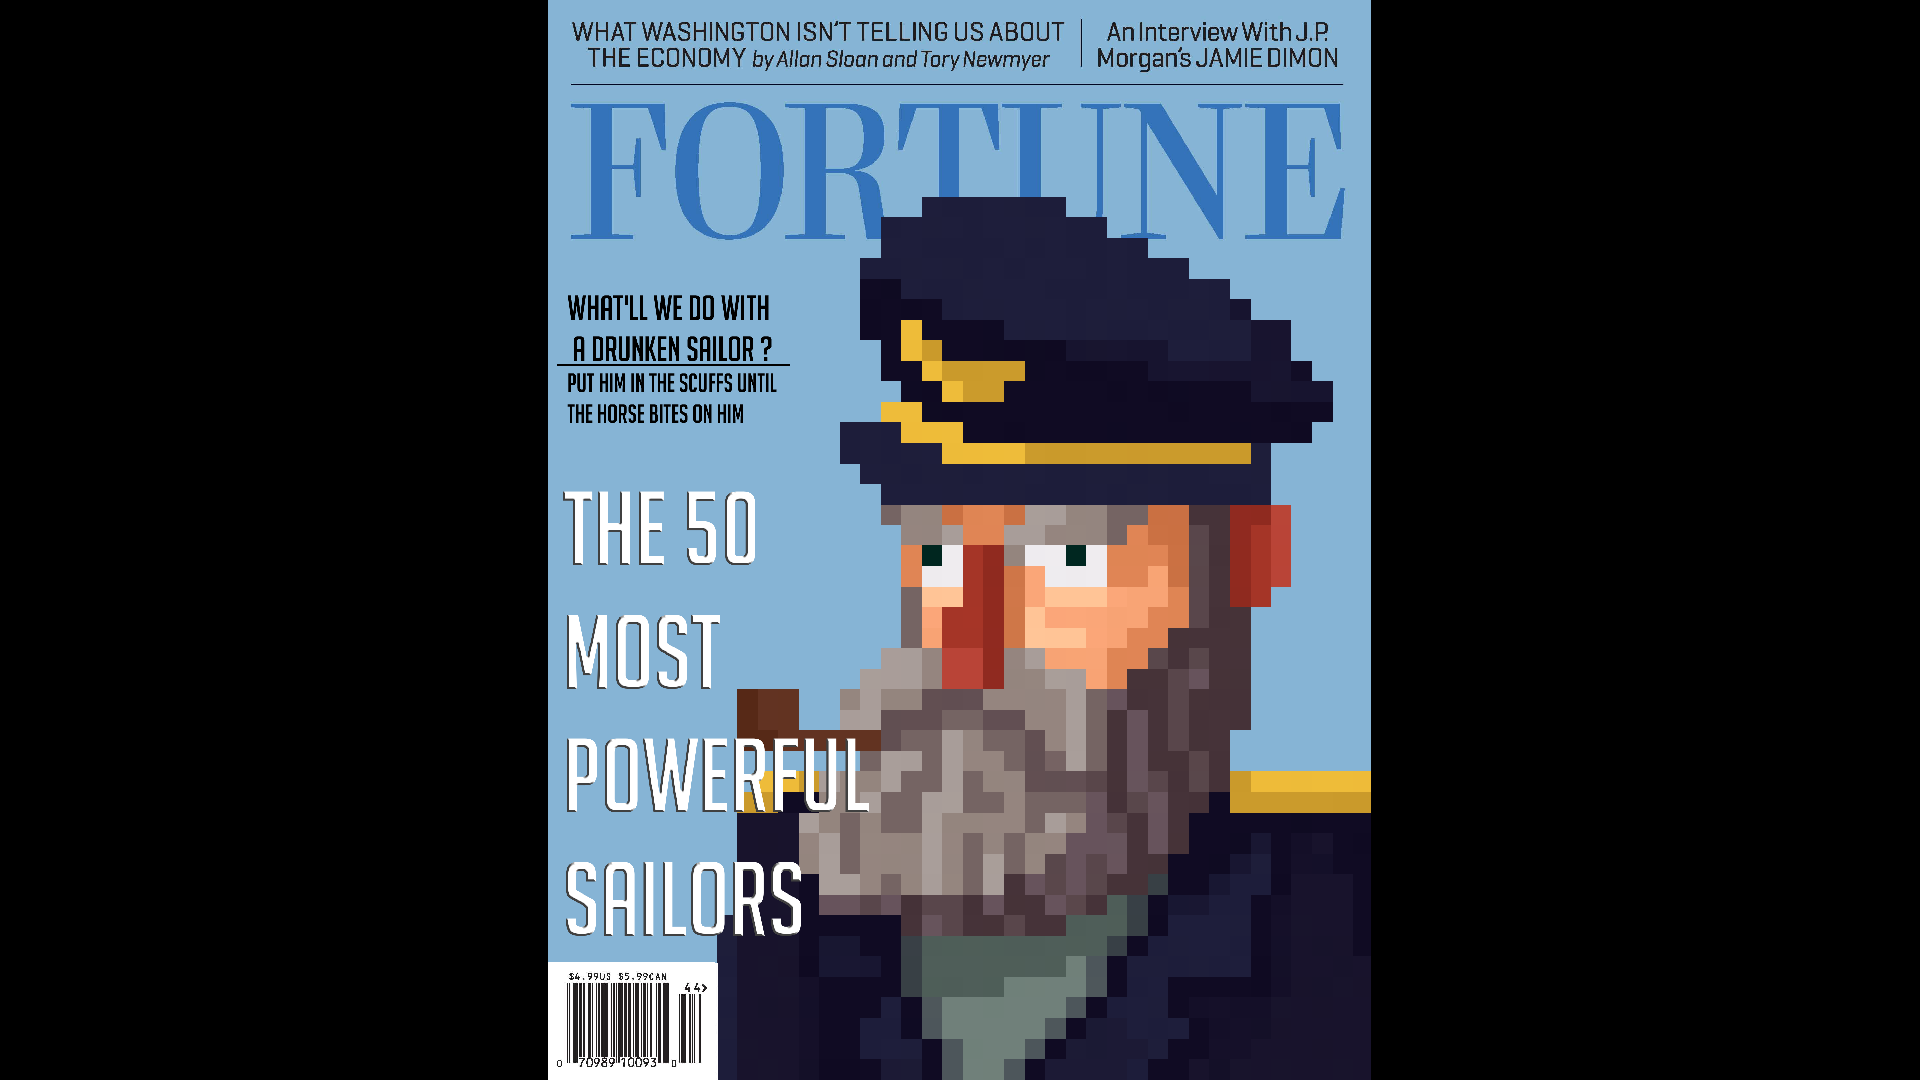 WHAT WASHINGTON ISN'T TELLING US ABOUT
THE ECONOMY by Allan Sloan and Tory Newmyer
An Interview With J.P.
Morgan's JAMIE DIMON
FORTUNE
WHAT'LL WE DO WITH
A DRUNKEN SAILOR ?
PUT HIM IN THE SCUFFS UNTIL
THE HORSE BITES ON HIM
THE 50
MOST
POWERFUL
SAILORS
$4.99US $5.99CAN
44>
0 70989 10093 0